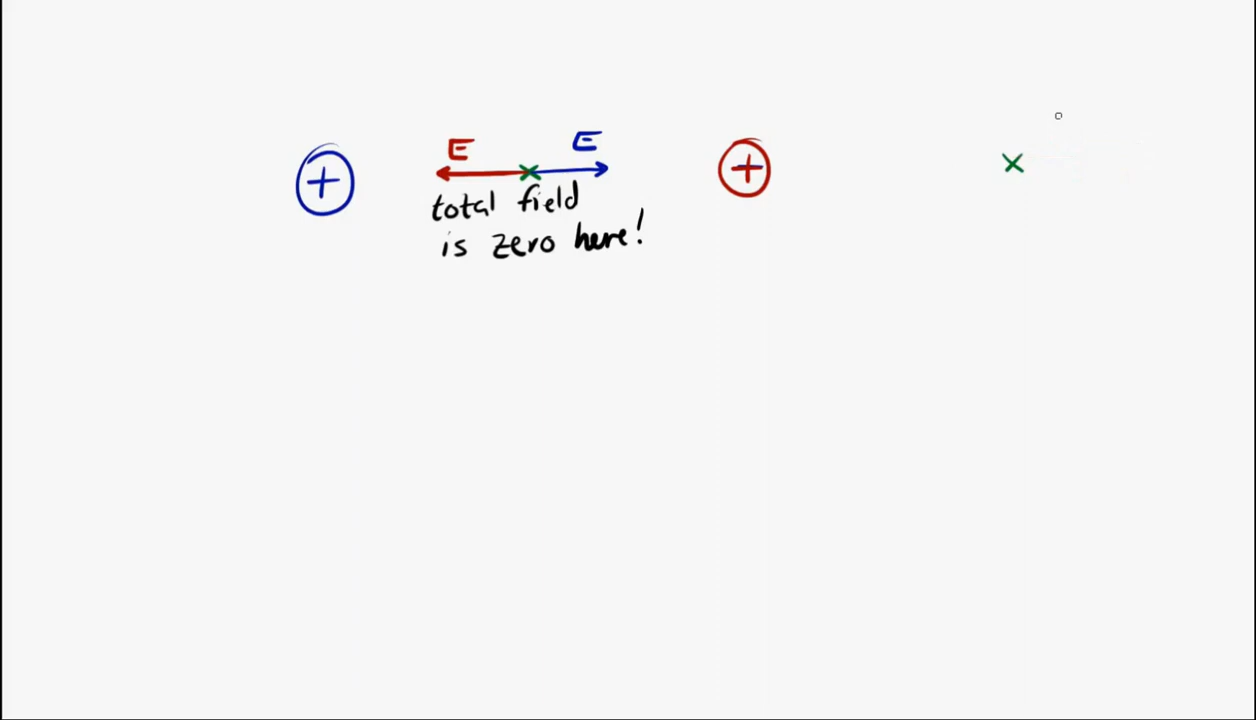 E E
+ + ×
total field
is zero here!